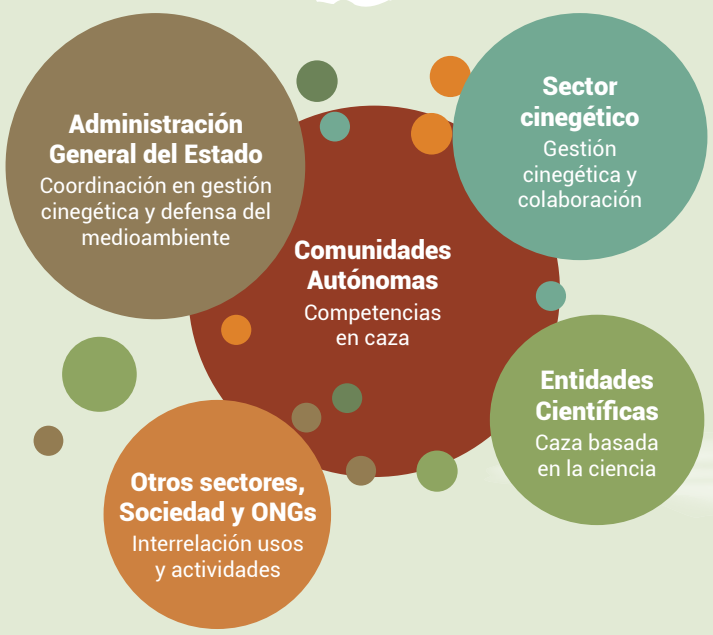 Administración
General del Estado
Coordinación en gestión
cinegética y defensa del
medioambiente
Sector
cinegético
Gestión
cinegética y
colaboración
Comunidades
Autónomas
Competencias
en caza
Entidades
Científicas
Caza basada
en la ciencia
Otros sectores,
Sociedad y ONGs
Interrelación usos
y actividades